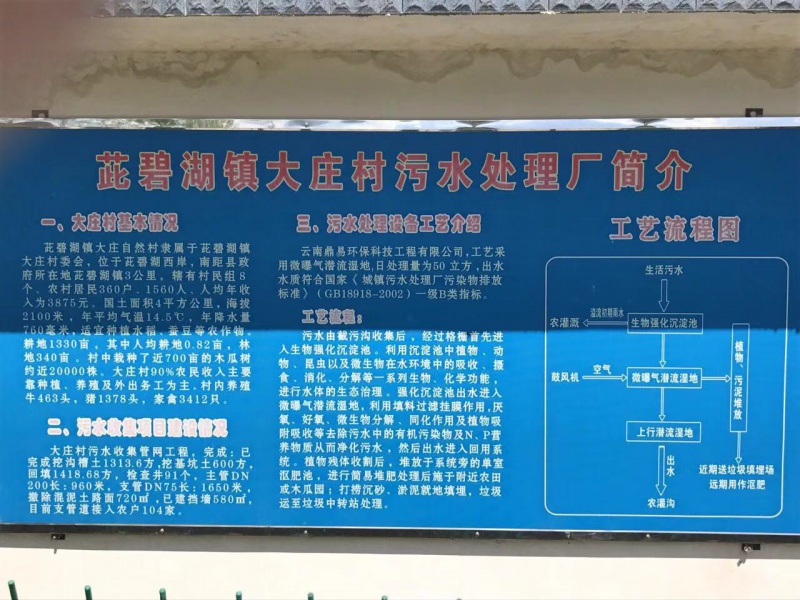 茈碧湖镇大庄村污水处理厂简介
一、大庄村基本情况
茈碧湖镇大庄自然村隶属于茈碧湖镇
大庄村委会，位于茈碧湖西岸，南距县政
府所在地茈碧湖镇3公里。辖有村民组8
个、农村居民360户、1560人、人均年收
入为3875元。国土面积4平方公里，海拔
2100米，年平均气温14.5℃，年降水量
760毫米，适宜种植水稻、蚕豆等农作物。
耕地1330亩，其中人均耕地0.82亩，林
地340亩。村中栽种了近700亩的木瓜树
约近20000株。大庄村90%农民收入主要
靠种植、养殖及外出务工为主。村内养殖
牛463头，猪1378头，家禽3412只。
二、污水收集项目建设情况
大庄村污水收集管网工程，完成：已
完成挖沟槽土1313.6方，挖基坑土600方，
回填1418.68方，检查井91个，主管DN
200长：960米，支管DN75长：1650米，
撤除混泥土路面720㎡，已建挡墙580㎡，
目前支管道接入农户104家。
三、污水处理设备工艺介绍
云南鼎易环保科技工程有限公司，工艺采
用微曝气潜流湿地，日处理量为50立方，出水
水质符合国家《城镇污水处理厂污染物排放
标准》（GB18918-2002）一级B类指标。
工艺流程：
污水由截污沟收集后，经过格栅首先进
入生物强化沉淀池。利用沉淀池中植物、动
物、昆虫以及微生物在水环境中的吸收、摄
食、消化、分解等一系列生物、化学功能，
进行水体的生态治理。强化沉淀池出水进入
微曝气潜流湿地，利用填料过滤挂膜作用，厌
氧、好氧、微生物分解、同化作用及植物吸
附吸收等去除污水中的有机污染物及N、P营
养物质从而净化污水，然后出水进入回用系
统。植物残体收割后，堆放于系统旁的单室
沤肥池，进行简易堆肥处理后施于附近农田
或木瓜园；打捞沉砂、淤泥就地填埋，垃圾
运至垃圾中转站处理。
工艺流程图
生活污水
溢流初期雨水
农灌溉
生物强化沉淀池
空气
鼓风机
微曝气潜流湿地
植物、污泥堆放
上行潜流湿地
出水
农灌沟
近期送垃圾填埋场
远期用作沤肥